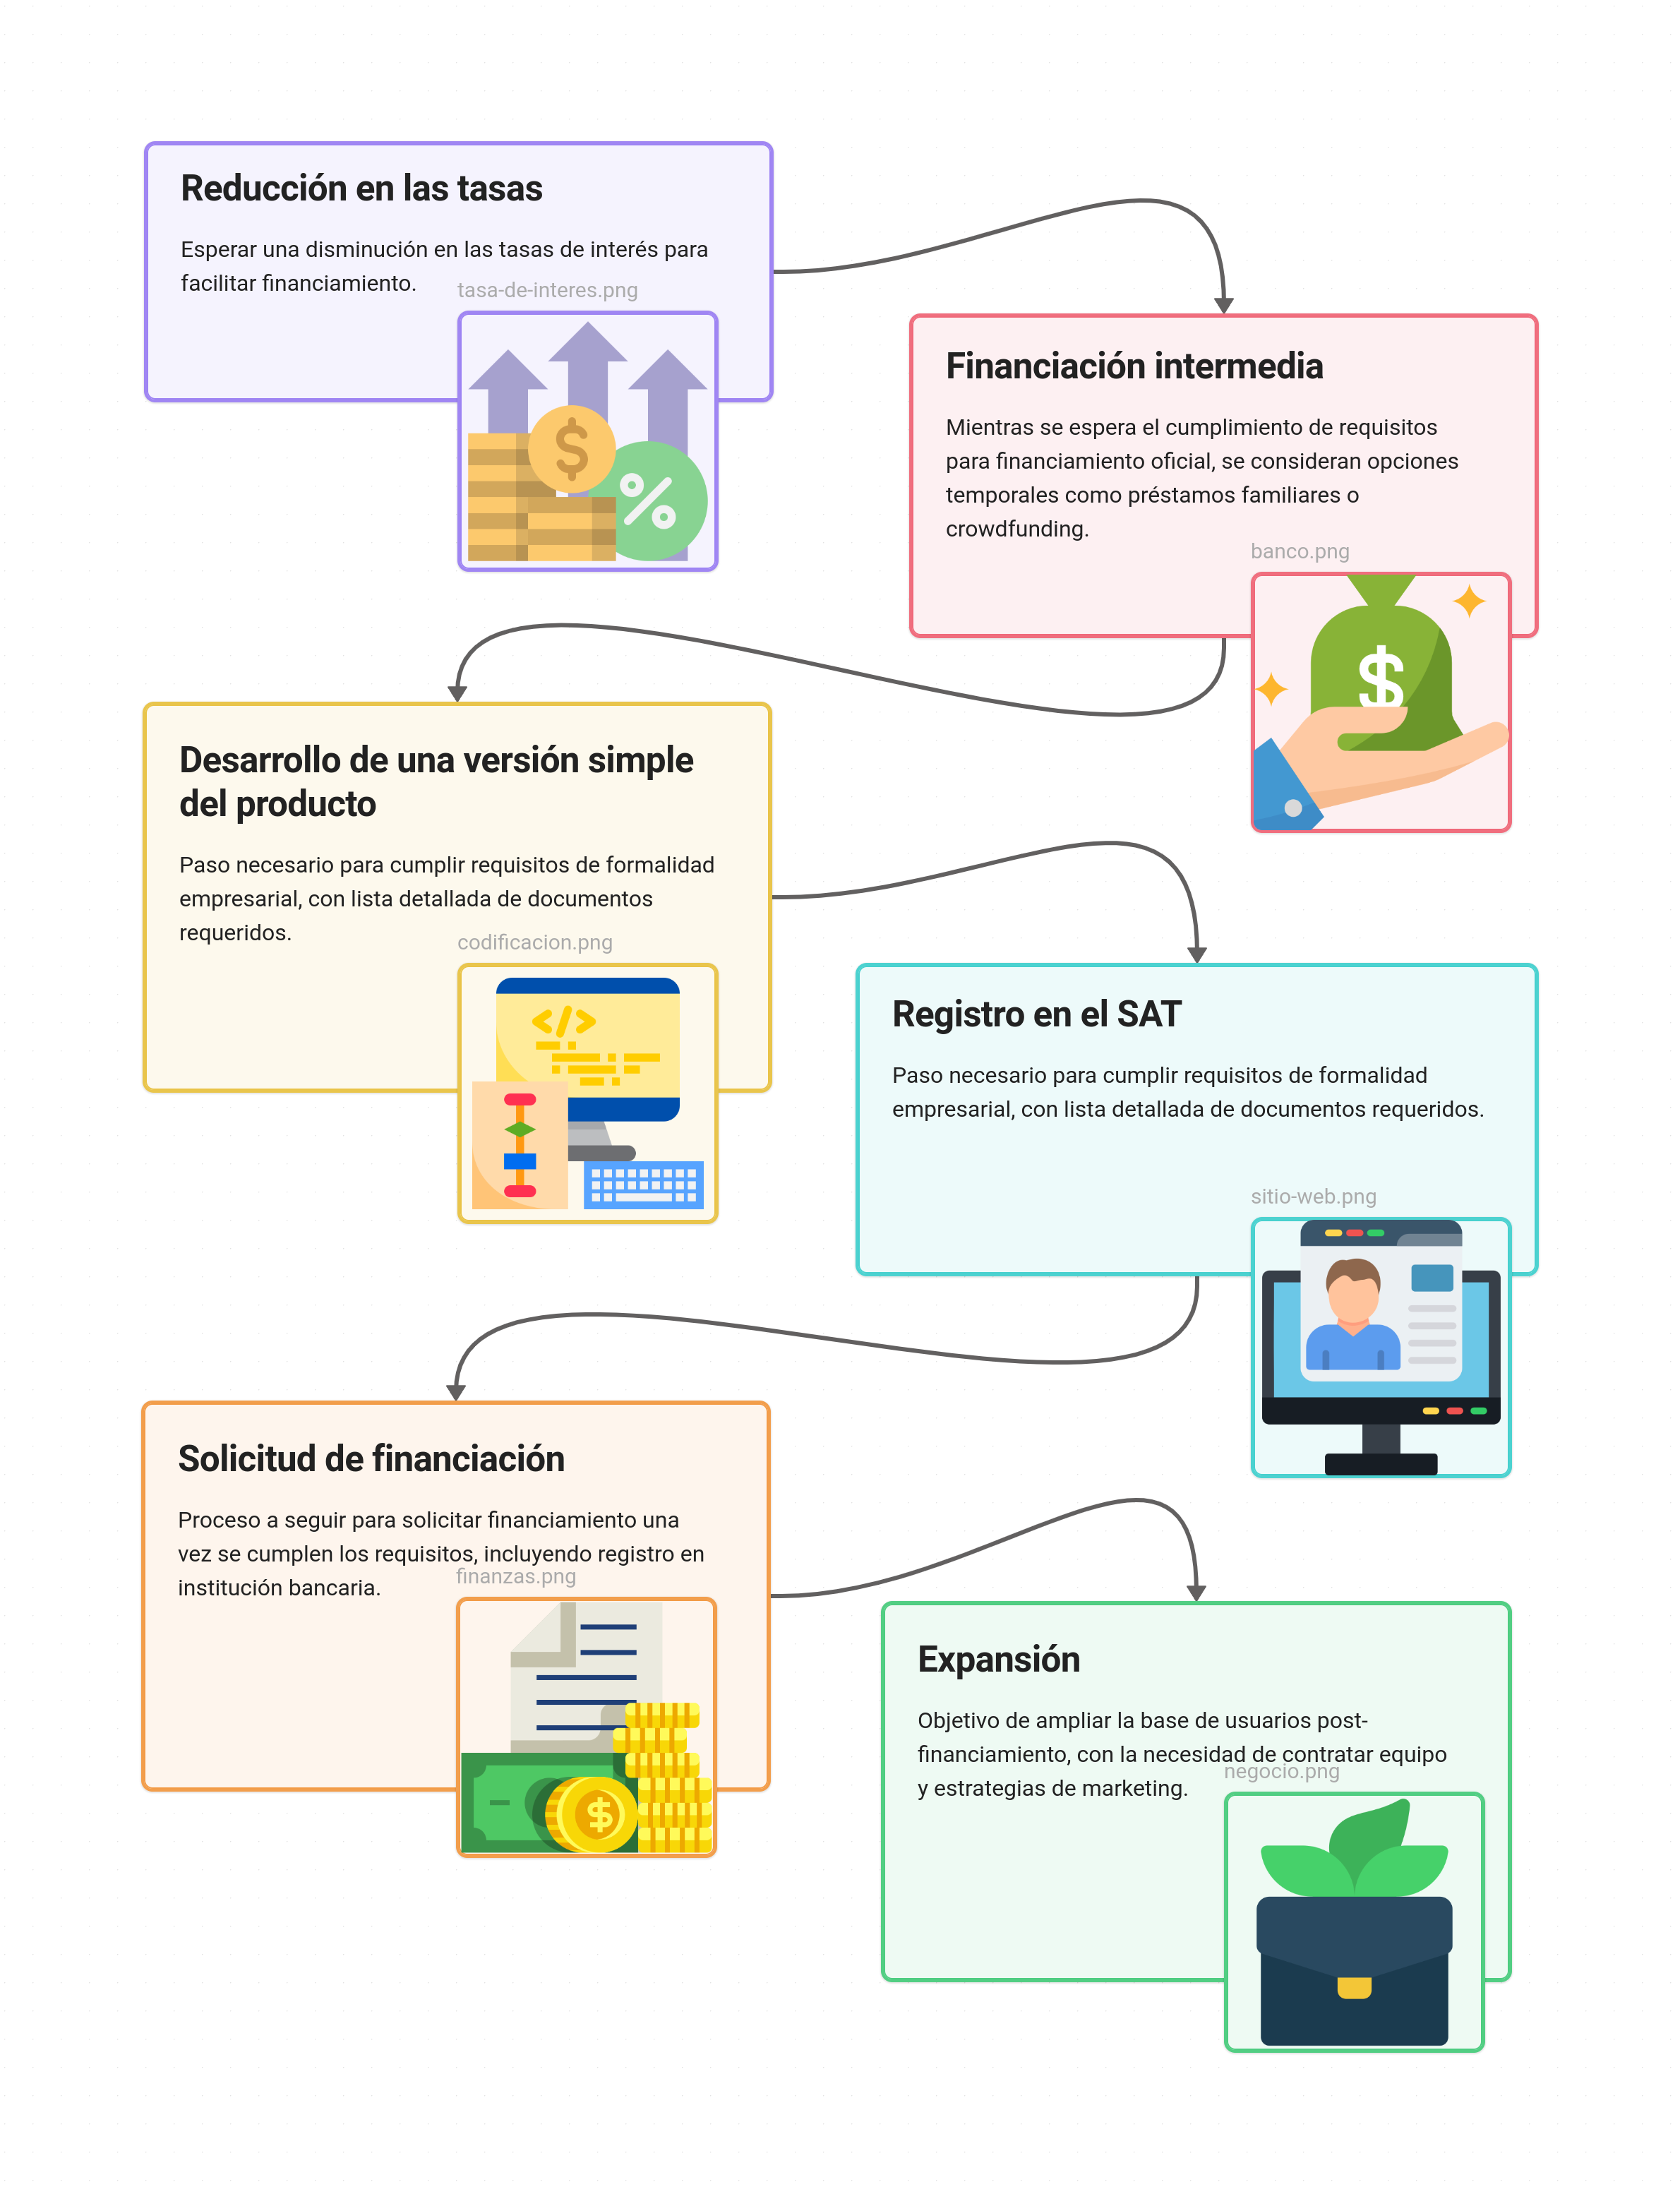 Reducción en las tasas
Esperar una disminución en las tasas de interés para
facilitar financiamiento.
tasa-de-interes.png
$
%
Financiación intermedia
Mientras se espera el cumplimiento de requisitos
para financiamiento oficial, se consideran opciones
temporales como préstamos familiares o
crowdfunding.
banco.png
$
Desarrollo de una versión simple
del producto
Paso necesario para cumplir requisitos de formalidad
empresarial, con lista detallada de documentos
requeridos.
codificacion.png
</>
Registro en el SAT
Paso necesario para cumplir requisitos de formalidad
empresarial, con lista detallada de documentos requeridos.
sitio-web.png
Solicitud de financiación
Proceso a seguir para solicitar financiamiento una
vez se cumplen los requisitos, incluyendo registro en
institución bancaria.
finanzas.png
$
Expansión
Objetivo de ampliar la base de usuarios post-
financiamiento, con la necesidad de contratar equipo
y estrategias de marketing.
negocio.png